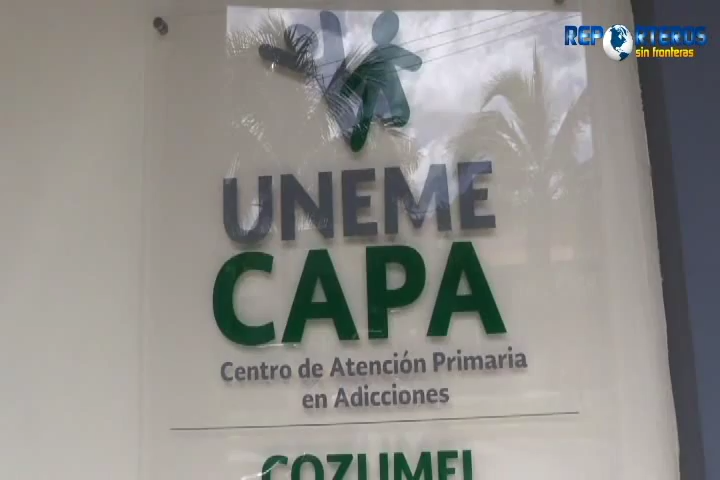 REPORTEROS
sin fronteras
UNEME
CAPA
Centro de Atención Primaria
en Adicciones
COZUMEL